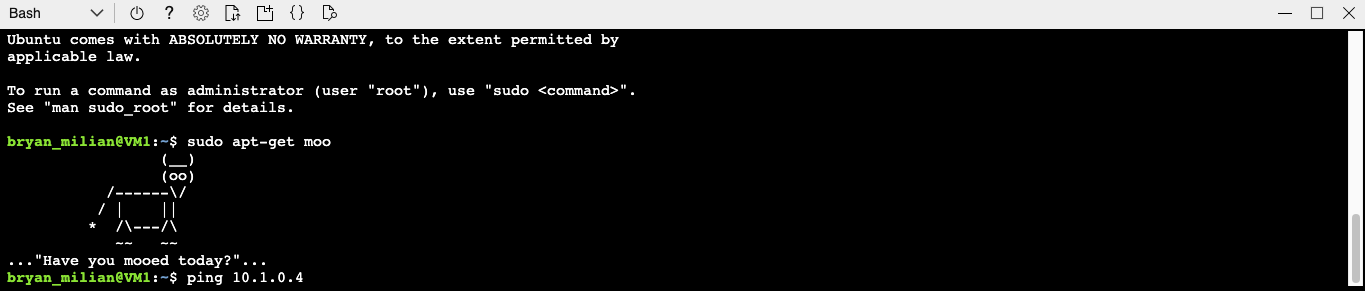 Bash
?
{}
Ubuntu comes with ABSOLUTELY NO WARRANTY, to the extent permitted by
applicable law.
To run a command as administrator (user "root"), use "sudo <command>".
See "man sudo_root" for details.
bryan_milian@VM1:~$ sudo apt-get moo
                 (__)
                 (oo)
           /------\/
          / |    ||
         *  /\---/\
            ~~   ~~
..."Have you mooed today?"...
bryan_milian@VM1:~$ ping 10.1.0.4